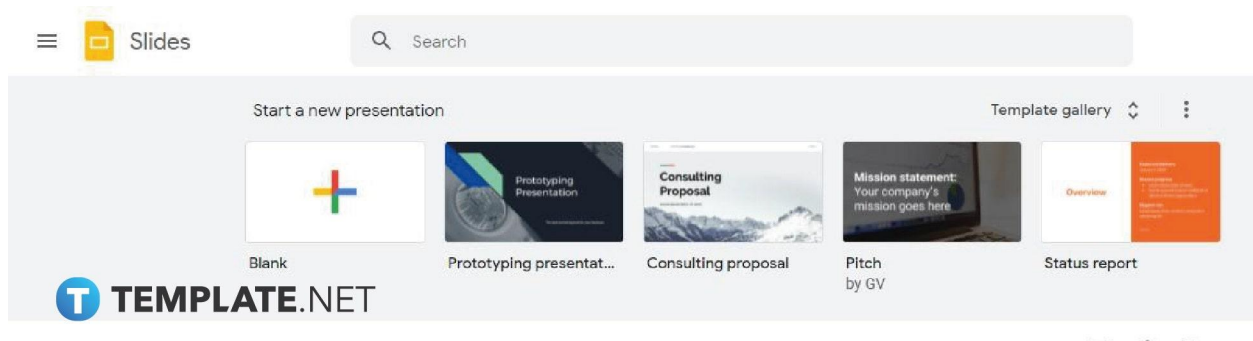 Slides
Search
Start a new presentation
Template gallery
Prototyping
Presentation
Consulting
Proposal
Mission statement:
Your company's
mission goes here
Overview
Blank
Prototyping presentat...
Consulting proposal
Pitch
by GV
Status report
T TEMPLATE.NET